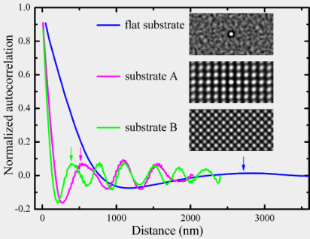 1.0
0.8
0.6
0.4
0.2
0.0
-0.2
Normalized autocorrelation
flat substrate
substrate A
substrate B
0 1000 2000 3000
Distance (nm)